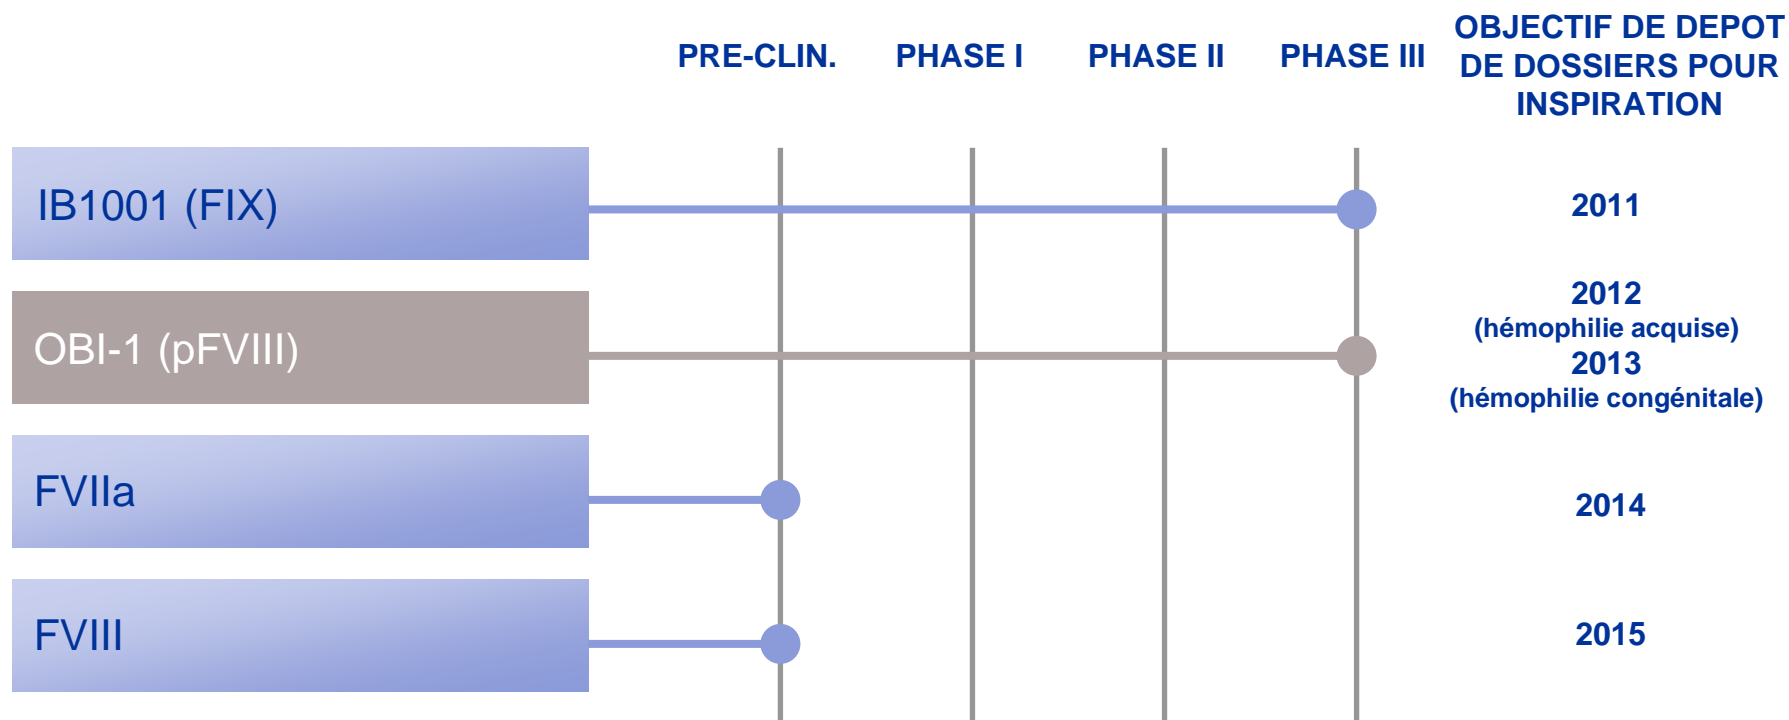 PRE-CLIN.
PHASE I
PHASE II
PHASE III
OBJECTIF DE DEPOT
DE DOSSIERS POUR
INSPIRATION
IB1001 (FIX)
2011
OBI-1 (pFVIII)
2012
(hémophilie acquise)
2013
(hémophilie congénitale)
FVIIa
2014
FVIII
2015